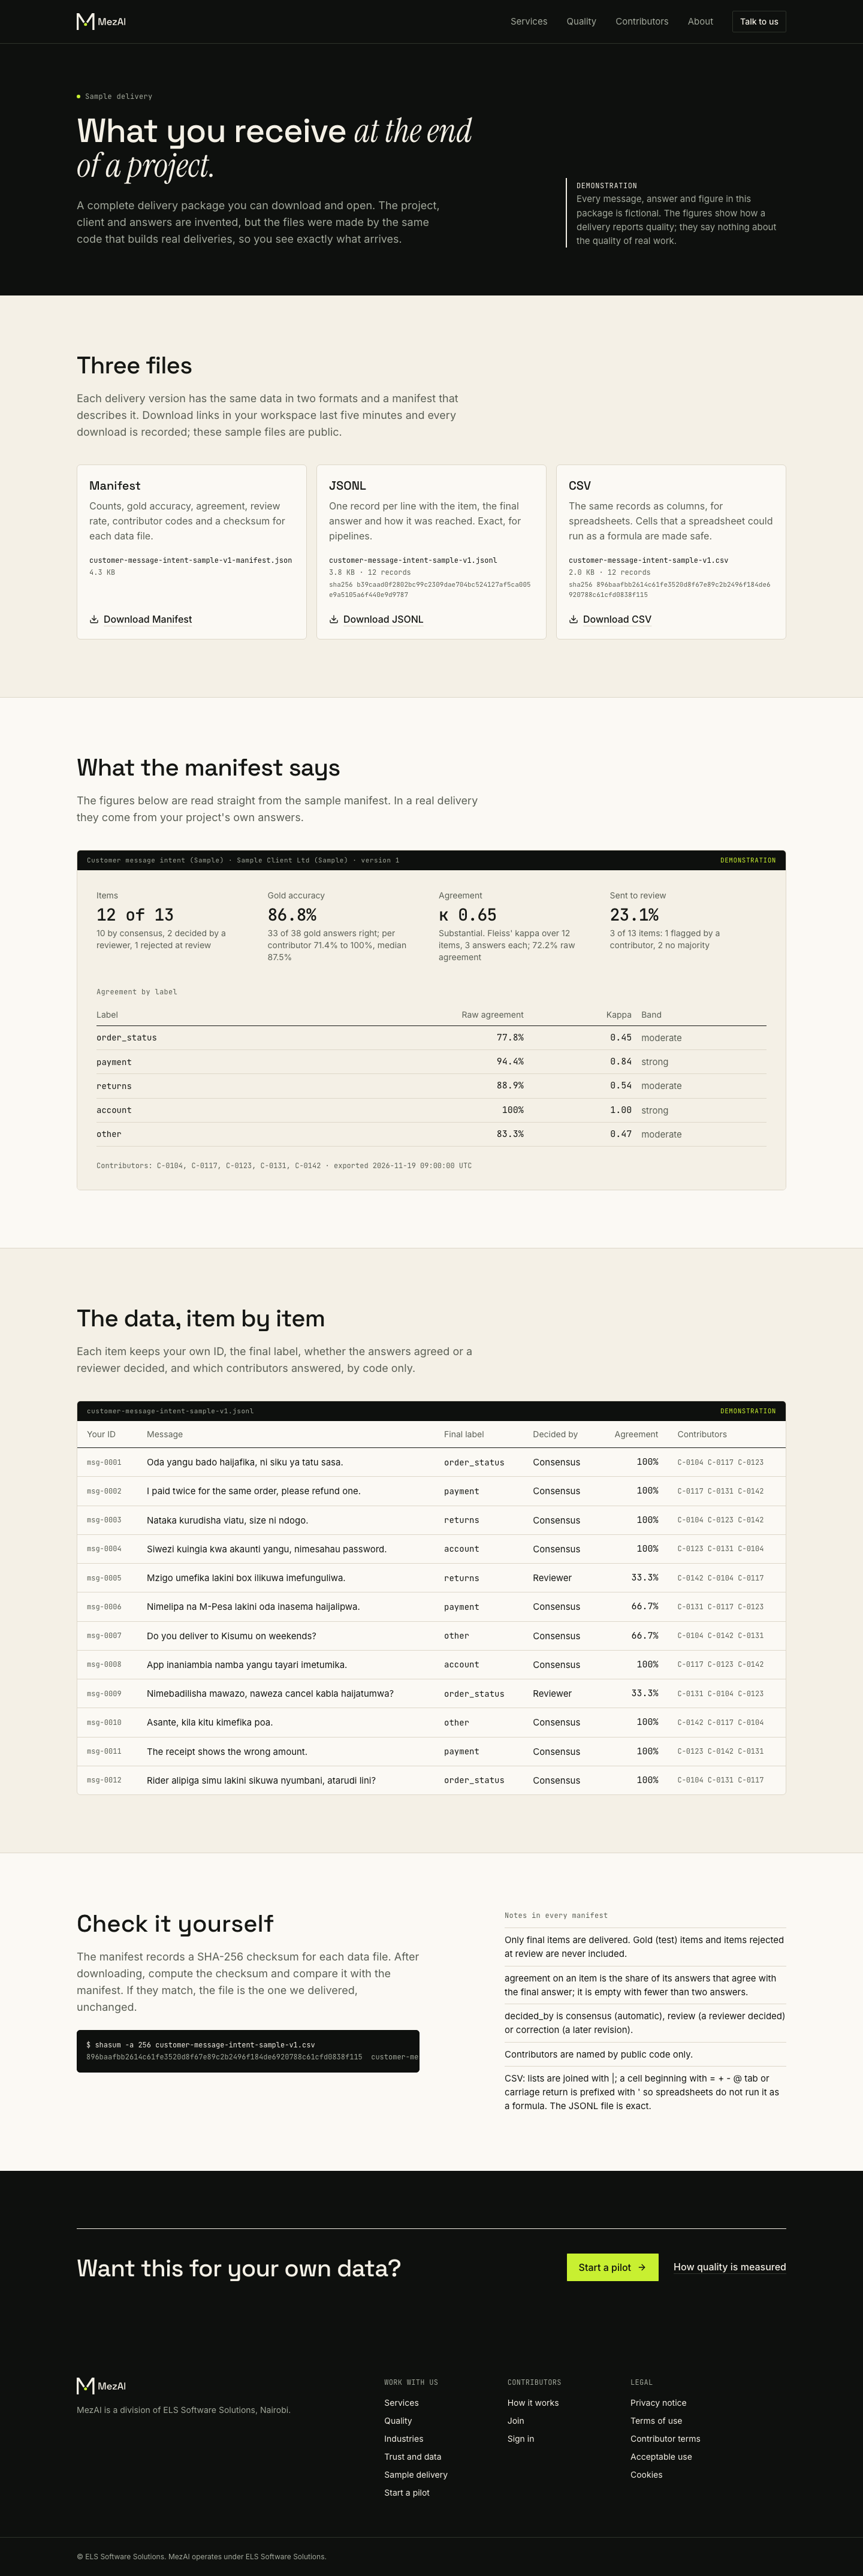 MezAI
Services
Quality
Contributors
About
Talk to us
Sample delivery
What you receive at the end
of a project.
A complete delivery package you can download and open. The project,
client and answers are invented, but the files were made by the same
code that builds real deliveries, so you see exactly what arrives.
DEMONSTRATION
Every message, answer and figure in this
package is fictional. The figures show how a
delivery reports quality; they say nothing about
the quality of real work.
Three files
Each delivery version has the same data in two formats and a manifest that
describes it. Download links in your workspace last five minutes and every
download is recorded; these sample files are public.
Manifest
Counts, gold accuracy, agreement, review
rate, contributor codes and a checksum for
each data file.
customer-message-intent-sample-v1-manifest.json
4.3 KB
Download Manifest
JSONL
One record per line with the item, the final
answer and how it was reached. Exact, for
pipelines.
customer-message-intent-sample-v1.jsonl
3.8 KB · 12 records
sha256 b39caad0f2802bc99c2309dae704bc524127af5ca005
e9a5105a6f440e9d9787
Download JSONL
CSV
The same records as columns, for
spreadsheets. Cells that a spreadsheet could
run as a formula are made safe.
customer-message-intent-sample-v1.csv
2.0 KB · 12 records
sha256 896baafbb2614c61fe3520d8f67e89c2b2496f184de6
920788c61cfd0838f115
Download CSV
What the manifest says
The figures below are read straight from the sample manifest. In a real delivery
they come from your project's own answers.
Customer message intent (Sample) · Sample Client Ltd (Sample) · version 1
DEMONSTRATION
Items
12 of 13
10 by consensus, 2 decided by a
reviewer, 1 rejected at review
Gold accuracy
86.8%
33 of 38 gold answers right; per
contributor 71.4% to 100%, median
87.5%
Agreement
κ 0.65
Substantial. Fleiss' kappa over 12
items, 3 answers each; 72.2% raw
agreement
Sent to review
23.1%
3 of 13 items: 1 flagged by a
contributor, 2 no majority
Agreement by label
Label Raw agreement Kappa Band
order_status 77.8% 0.45 moderate
payment 94.4% 0.84 strong
returns 88.9% 0.54 moderate
account 100% 1.00 strong
other 83.3% 0.47 moderate
Contributors: C-0104, C-0117, C-0123, C-0131, C-0142 · exported 2026-11-19 09:00:00 UTC
The data, item by item
Each item keeps your own ID, the final label, whether the answers agreed or a
reviewer decided, and which contributors answered, by code only.
customer-message-intent-sample-v1.jsonl
DEMONSTRATION
Your ID Message Final label Decided by Agreement Contributors
msg-0001 Oda yangu bado haijafika, ni siku ya tatu sasa. order_status Consensus 100% C-0104 C-0117 C-0123
msg-0002 I paid twice for the same order, please refund one. payment Consensus 100% C-0117 C-0131 C-0142
msg-0003 Nataka kurudisha viatu, size ni ndogo. returns Consensus 100% C-0104 C-0123 C-0142
msg-0004 Siwezi kuingia kwa akaunti yangu, nimesahau password. account Consensus 100% C-0123 C-0131 C-0104
msg-0005 Mzigo umefika lakini box ilikuwa imefunguliwa. returns Reviewer 33.3% C-0142 C-0104 C-0117
msg-0006 Nimelipa na M-Pesa lakini oda inasema haijalipwa. payment Consensus 66.7% C-0131 C-0117 C-0123
msg-0007 Do you deliver to Kisumu on weekends? other Consensus 66.7% C-0104 C-0142 C-0131
msg-0008 App inaniambia namba yangu tayari imetumika. account Consensus 100% C-0117 C-0123 C-0142
msg-0009 Nimebadilisha mawazo, naweza cancel kabla haijatumwa? order_status Reviewer 33.3% C-0131 C-0104 C-0123
msg-0010 Asante, kila kitu kimefika poa. other Consensus 100% C-0142 C-0117 C-0104
msg-0011 The receipt shows the wrong amount. payment Consensus 100% C-0123 C-0142 C-0131
msg-0012 Rider alipiga simu lakini sikuwa nyumbani, atarudi lini? order_status Consensus 100% C-0104 C-0131 C-0117
Check it yourself
The manifest records a SHA-256 checksum for each data file. After
downloading, compute the checksum and compare it with the
manifest. If they match, the file is the one we delivered,
unchanged.
$ shasum -a 256 customer-message-intent-sample-v1.csv
896baafbb2614c61fe3520d8f67e89c2b2496f184de6920788c61cfd0838f115 customer-me
Notes in every manifest
Only final items are delivered. Gold (test) items and items rejected
at review are never included.
agreement on an item is the share of its answers that agree with
the final answer; it is empty with fewer than two answers.
decided_by is consensus (automatic), review (a reviewer decided)
or correction (a later revision).
Contributors are named by public code only.
CSV: lists are joined with |; a cell beginning with = + - @ tab or
carriage return is prefixed with ' so spreadsheets do not run it as
a formula. The JSONL file is exact.
Want this for your own data?
Start a pilot
How quality is measured
MezAI
MezAI is a division of ELS Software Solutions, Nairobi.
WORK WITH US
Services
Quality
Industries
Trust and data
Sample delivery
Start a pilot
CONTRIBUTORS
How it works
Join
Sign in
LEGAL
Privacy notice
Terms of use
Contributor terms
Acceptable use
Cookies
© ELS Software Solutions. MezAI operates under ELS Software Solutions.